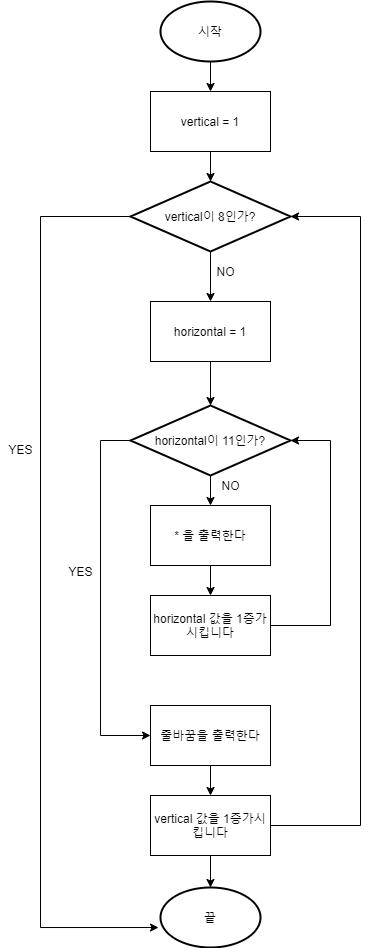 시작
vertical = 1
vertical이 8인가?
NO
horizontal = 1
horizontal이 11인가?
YES
NO
* 을 출력한다
YES
horizontal 값을 1증가
시킵니다
줄바꿈을 출력한다
vertical 값을 1증가시
킵니다
끝